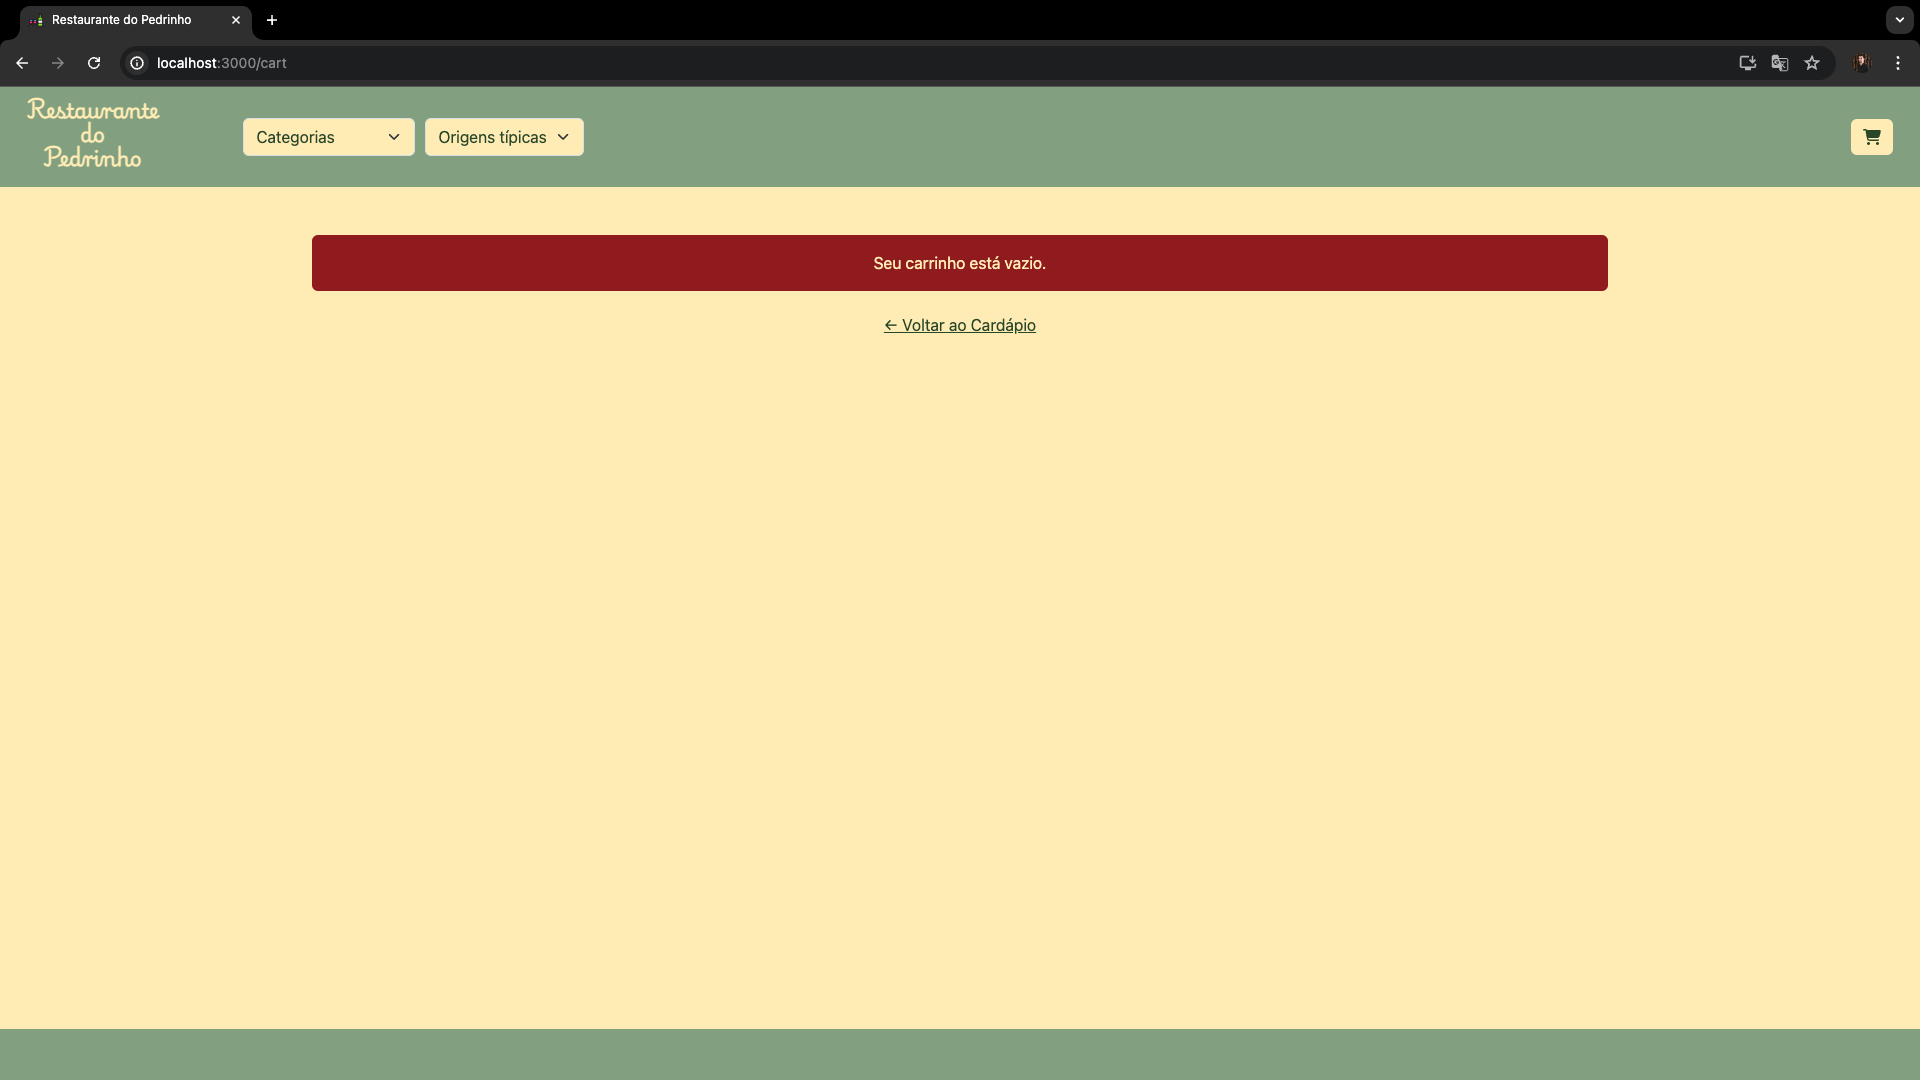 Restaurante do Pedrinho
localhost:3000/cart
Restaurante
do
Pedrinho
Categorias
Origens típicas
Seu carrinho está vazio.
← Voltar ao Cardápio